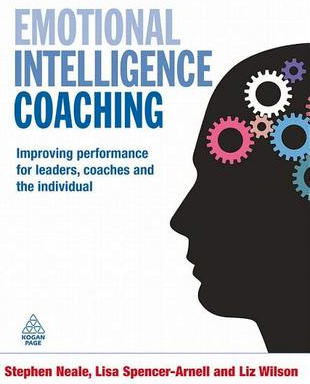 EMOTIONAL
INTELLIGENCE
COACHING
Improving performance
for leaders, coaches and
the individual
KOGAN
PAGE
Stephen Neale, Lisa Spencer-Arnell and Liz Wilson